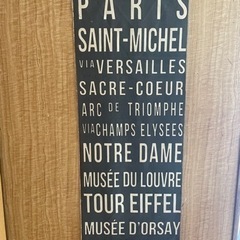 PARIS
SAINT-MICHEL
VIA VERSAILLES
SACRE-COEUR
ARC DE TRIOMPHE
VIA CHAMPS ELYSEES
NOTRE DAME
MUSÉE DU LOUVRE
TOUR EIFFEL
MUSÉE D'ORSAY